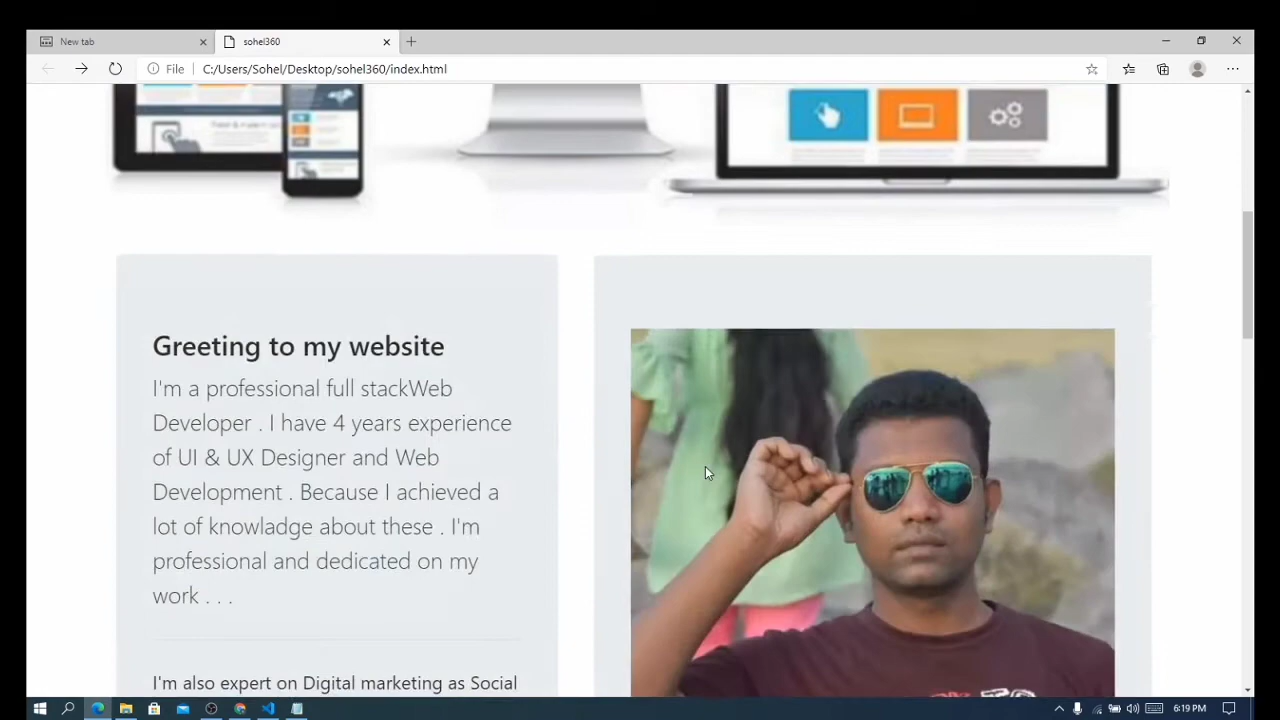 New tab
sohel360
File
C:/Users/Sohel/Desktop/sohel360/index.html
Greeting to my website
I'm a professional full stackWeb
Developer . I have 4 years experience
of UI & UX Designer and Web
Development . Because I achieved a
lot of knowladge about these . I'm
professional and dedicated on my
work . . .
I'm also expert on Digital marketing as Social
6:19 PM